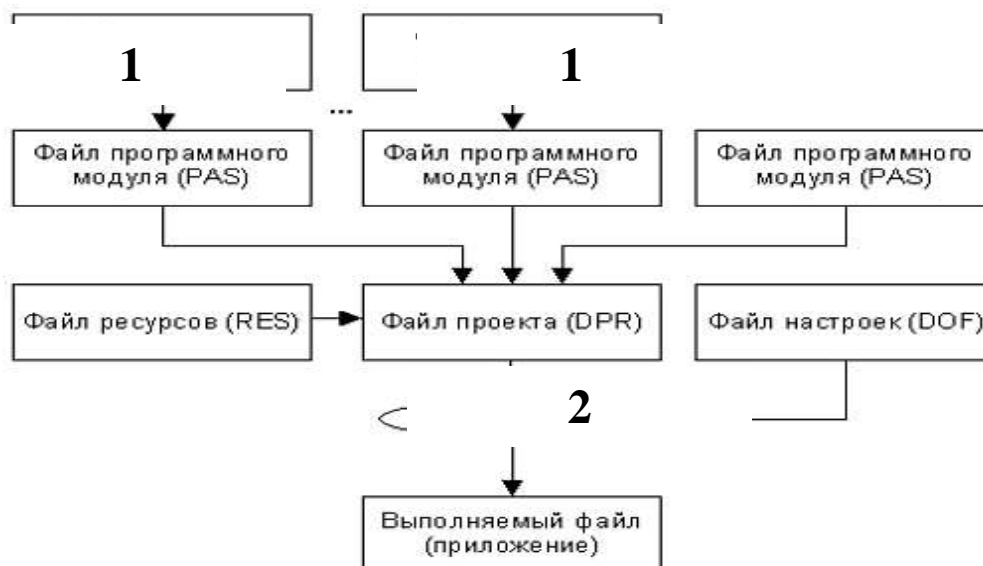 1 1
...
Файл программного
модуля (PAS)
Файл программного
модуля (PAS)
Файл программного
модуля (PAS)
Файл ресурсов (RES)
Файл проекта (DPR)
Файл настроек (DOF)
2
Выполняемый файл
(приложение)